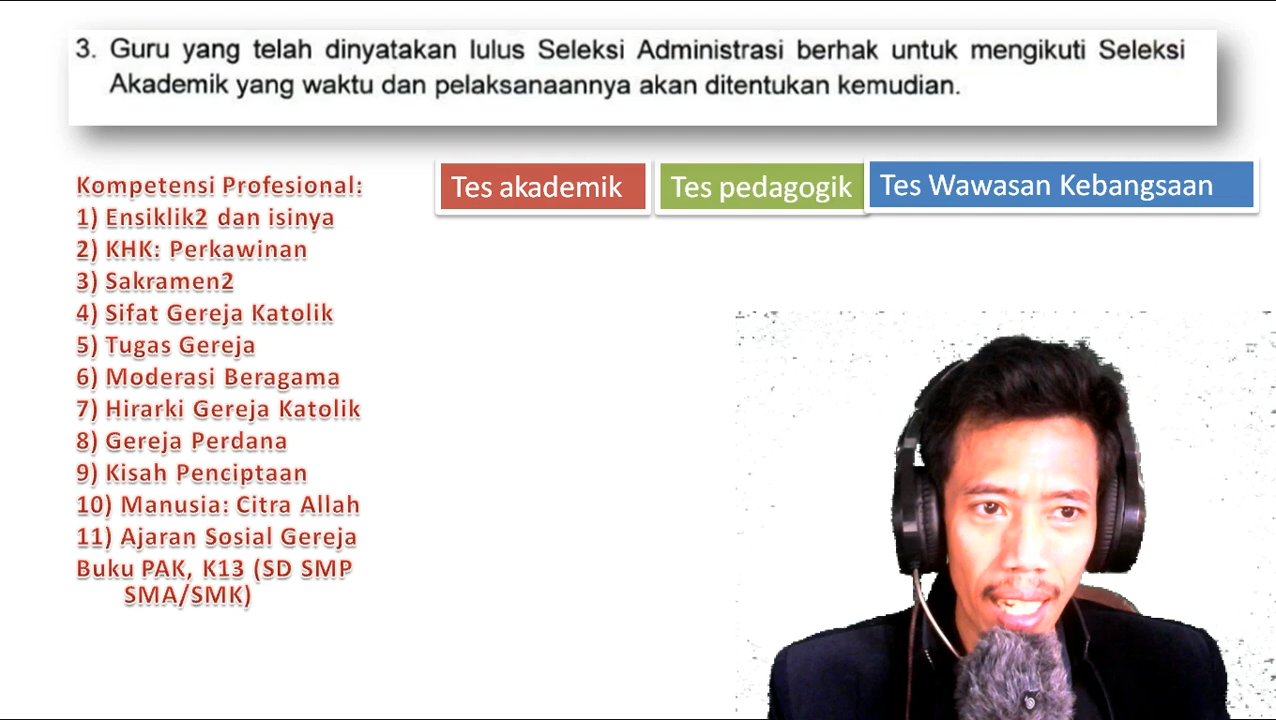 3. Guru yang telah dinyatakan lulus Seleksi Administrasi berhak untuk mengikuti Seleksi
Akademik yang waktu dan pelaksanaannya akan ditentukan kemudian.
Tes akademik
Tes pedagogik
Tes Wawasan Kebangsaan
Kompetensi Profesional:
1) Ensiklik2 dan isinya
2) KHK: Perkawinan
3) Sakramen2
4) Sifat Gereja Katolik
5) Tugas Gereja
6) Moderasi Beragama
7) Hirarki Gereja Katolik
8) Gereja Perdana
9) Kisah Penciptaan
10) Manusia: Citra Allah
11) Ajaran Sosial Gereja
Buku PAK, K13 (SD SMP
SMA/SMK)